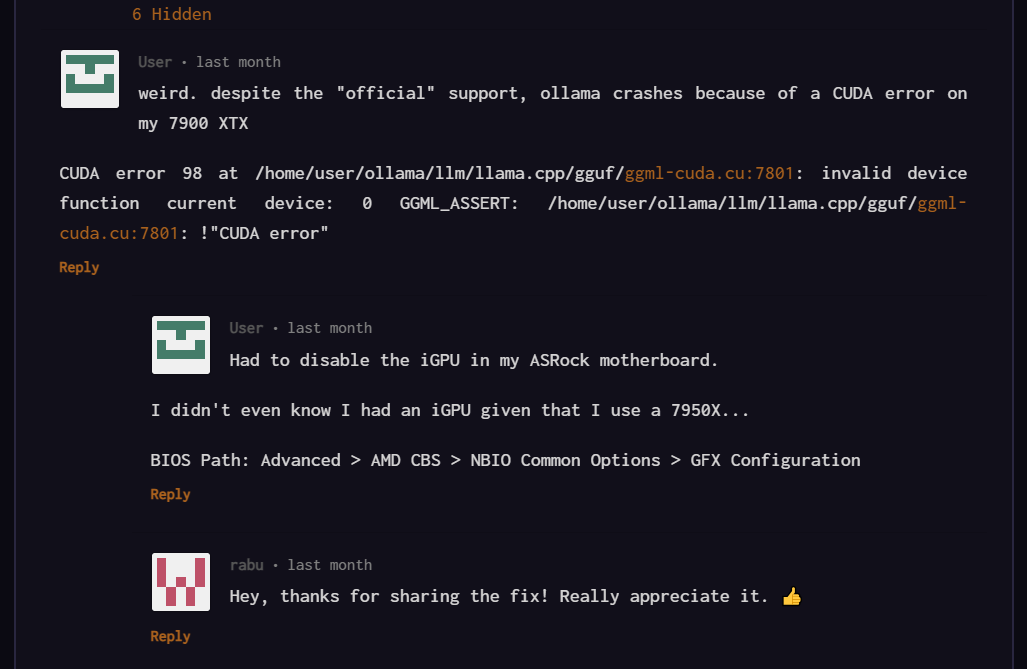 6 Hidden
User • last month
weird. despite the "official" support, ollama crashes because of a CUDA error on
my 7900 XTX
CUDA error 98 at /home/user/ollama/llm/llama.cpp/gguf/ggml-cuda.cu:7801: invalid device
function current device: 0 GGML_ASSERT: /home/user/ollama/llm/llama.cpp/gguf/ggml-
cuda.cu:7801: !"CUDA error"
Reply
User • last month
Had to disable the iGPU in my ASRock motherboard.
I didn't even know I had an iGPU given that I use a 7950X...
BIOS Path: Advanced > AMD CBS > NBIO Common Options > GFX Configuration
Reply
rabu • last month
Hey, thanks for sharing the fix! Really appreciate it. 👍
Reply